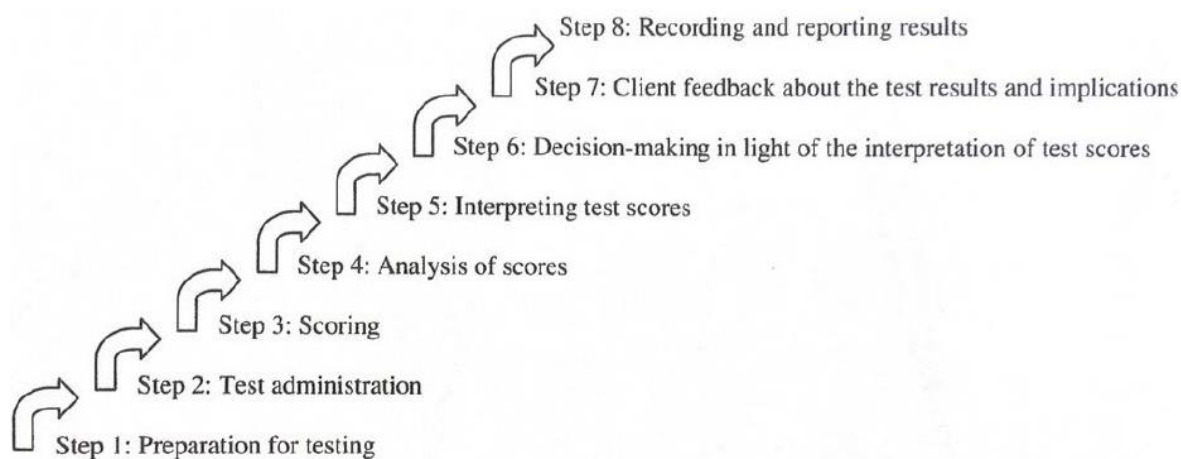 Step 8: Recording and reporting results
Step 7: Client feedback about the test results and implications
Step 6: Decision-making in light of the interpretation of test scores
Step 5: Interpreting test scores
Step 4: Analysis of scores
Step 3: Scoring
Step 2: Test administration
Step 1: Preparation for testing